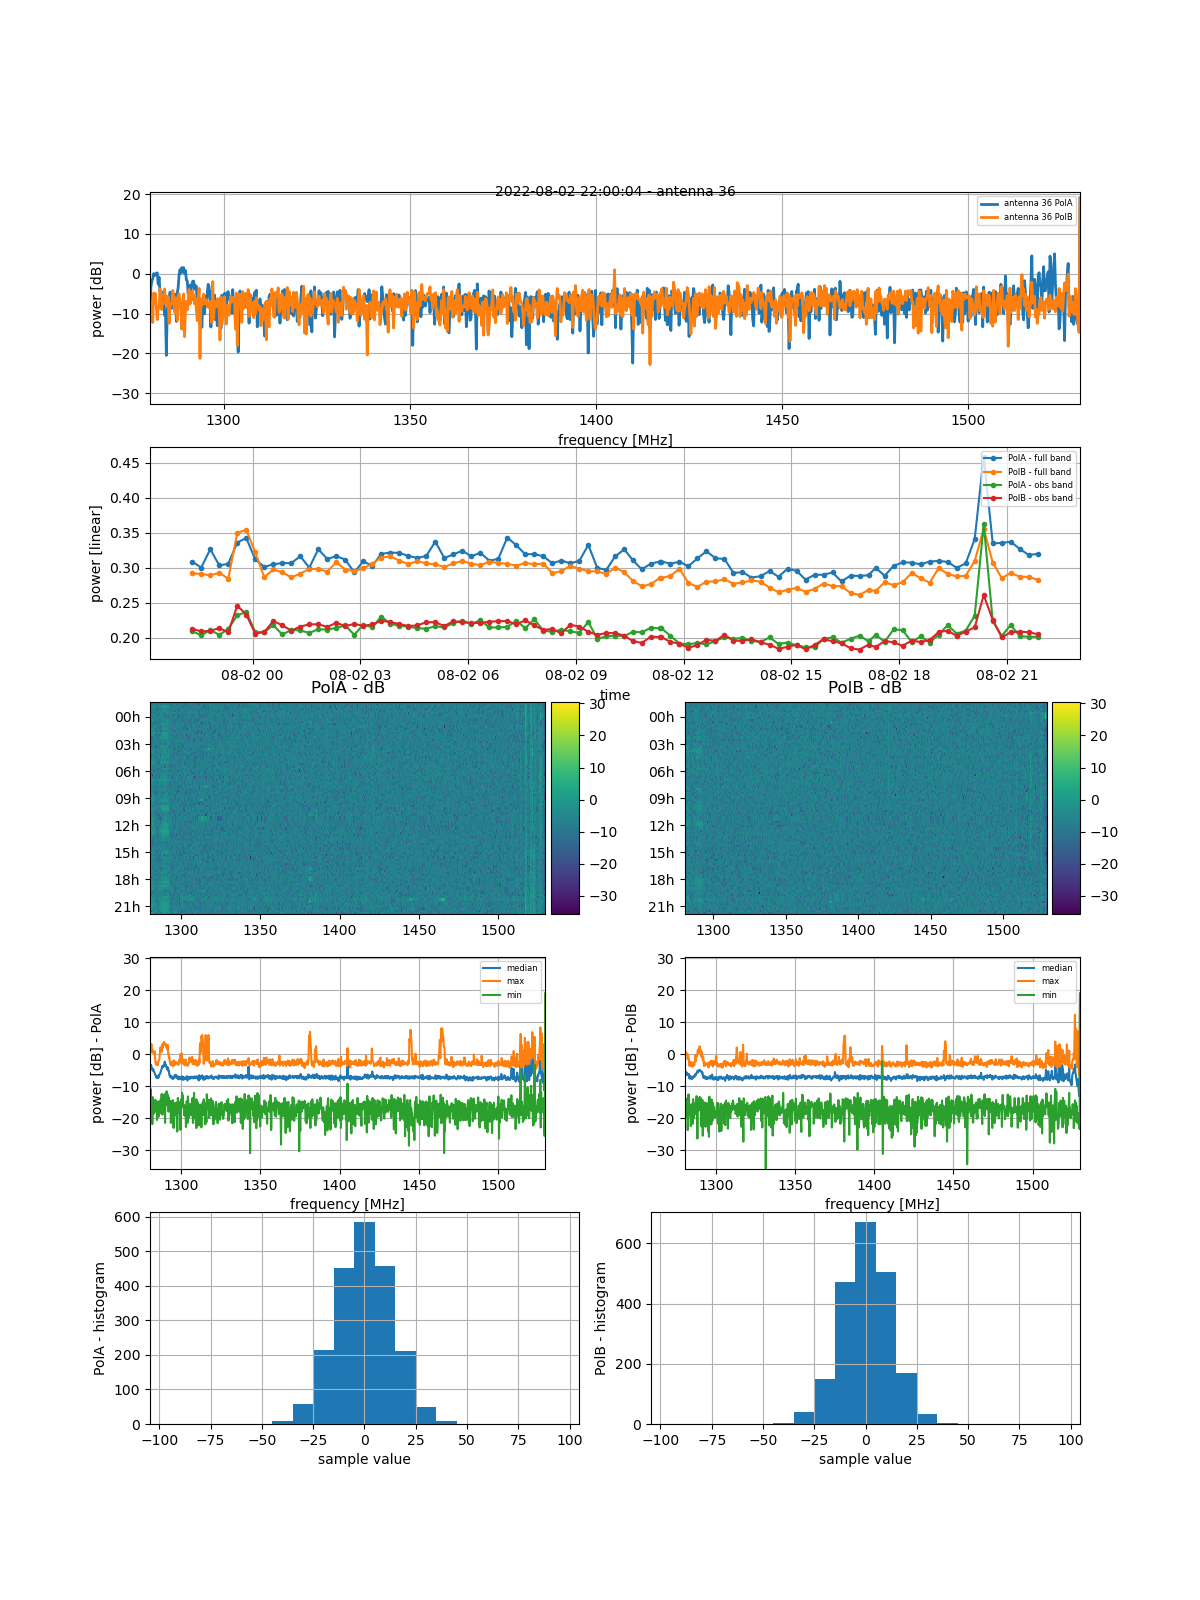 2022-08-02 22:00:04 - antenna 36
power [dB]
20
10
0
−10
−20
−30
antenna 36 PolA
antenna 36 PolB
1300 1350 1400 1450 1500
frequency [MHz]
power [linear]
0.45
0.40
0.35
0.30
0.25
0.20
PolA - full band
PolB - full band
PolA - obs band
PolB - obs band
08-02 00 08-02 03 08-02 06 08-02 09 08-02 12 08-02 15 08-02 18 08-02 21
time
PolA - dB
00h
03h
06h
09h
12h
15h
18h
21h
1300 1350 1400 1450 1500
30
20
10
0
−10
−20
−30
PolB - dB
00h
03h
06h
09h
12h
15h
18h
21h
1300 1350 1400 1450 1500
30
20
10
0
−10
−20
−30
power [dB] - PolA
30
20
10
0
−10
−20
−30
median
max
min
1300 1350 1400 1450 1500
frequency [MHz]
power [dB] - PolB
30
20
10
0
−10
−20
−30
median
max
min
1300 1350 1400 1450 1500
frequency [MHz]
PolA - histogram
600
500
400
300
200
100
0
−100 −75 −50 −25 0 25 50 75 100
sample value
PolB - histogram
600
400
200
0
−100 −75 −50 −25 0 25 50 75 100
sample value